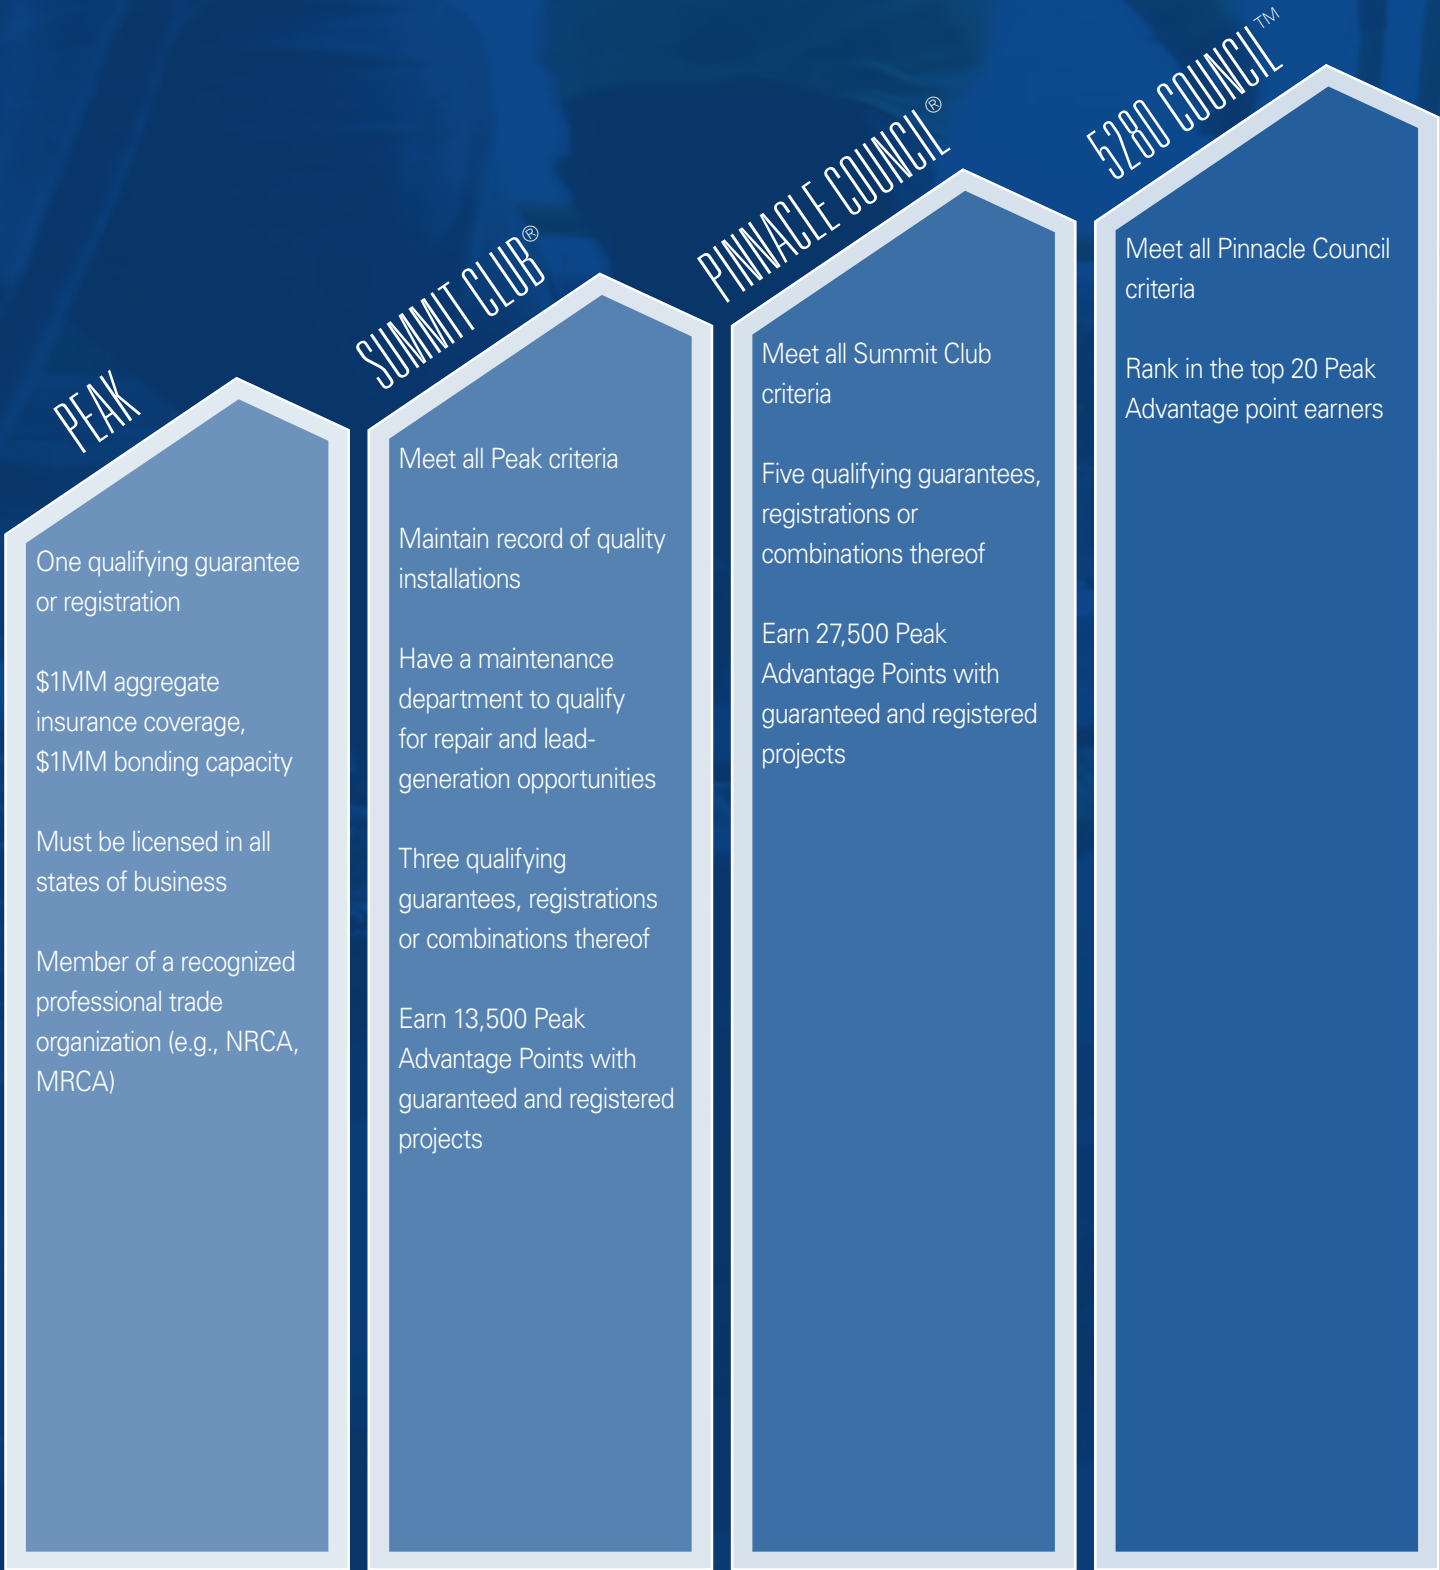 PEAK
One qualifying guarantee
or registration
$1MM aggregate
insurance coverage,
$1MM bonding capacity
Must be licensed in all
states of business
Member of a recognized
professional trade
organization (e.g., NRCA,
MRCA)
SUMMIT CLUB®
Meet all Peak criteria
Maintain record of quality
installations
Have a maintenance
department to qualify
for repair and lead-
generation opportunities
Three qualifying
guarantees, registrations
or combinations thereof
Earn 13,500 Peak
Advantage Points with
guaranteed and registered
projects
PINNACLE COUNCIL®
Meet all Summit Club
criteria
Five qualifying guarantees,
registrations or
combinations thereof
Earn 27,500 Peak
Advantage Points with
guaranteed and registered
projects
5280 COUNCIL™
Meet all Pinnacle Council
criteria
Rank in the top 20 Peak
Advantage point earners